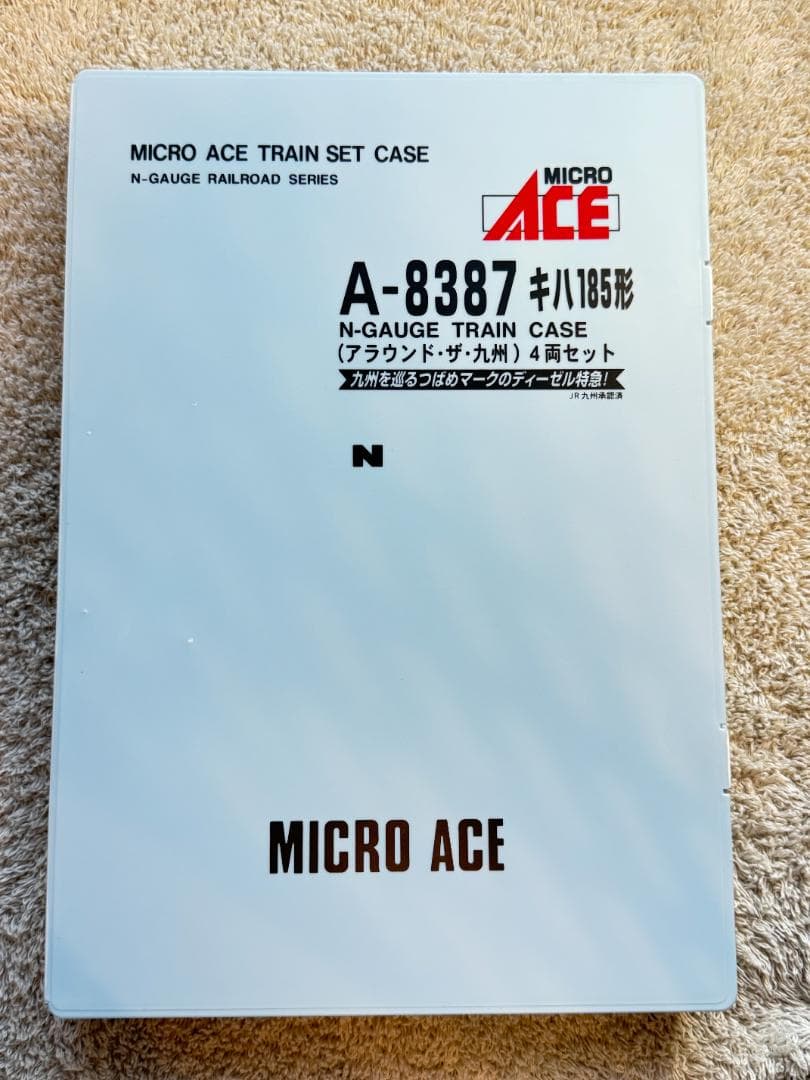 MICRO ACE TRAIN SET CASE
N-GAUGE RAILROAD SERIES
MICRO
ACE
A-8387 キハ185形
N-GAUGE TRAIN CASE
(アラウンド・ザ・九州) 4両セット
九州を巡るつばめマークのディーゼル特急!
JR九州承認済
N
MICRO ACE